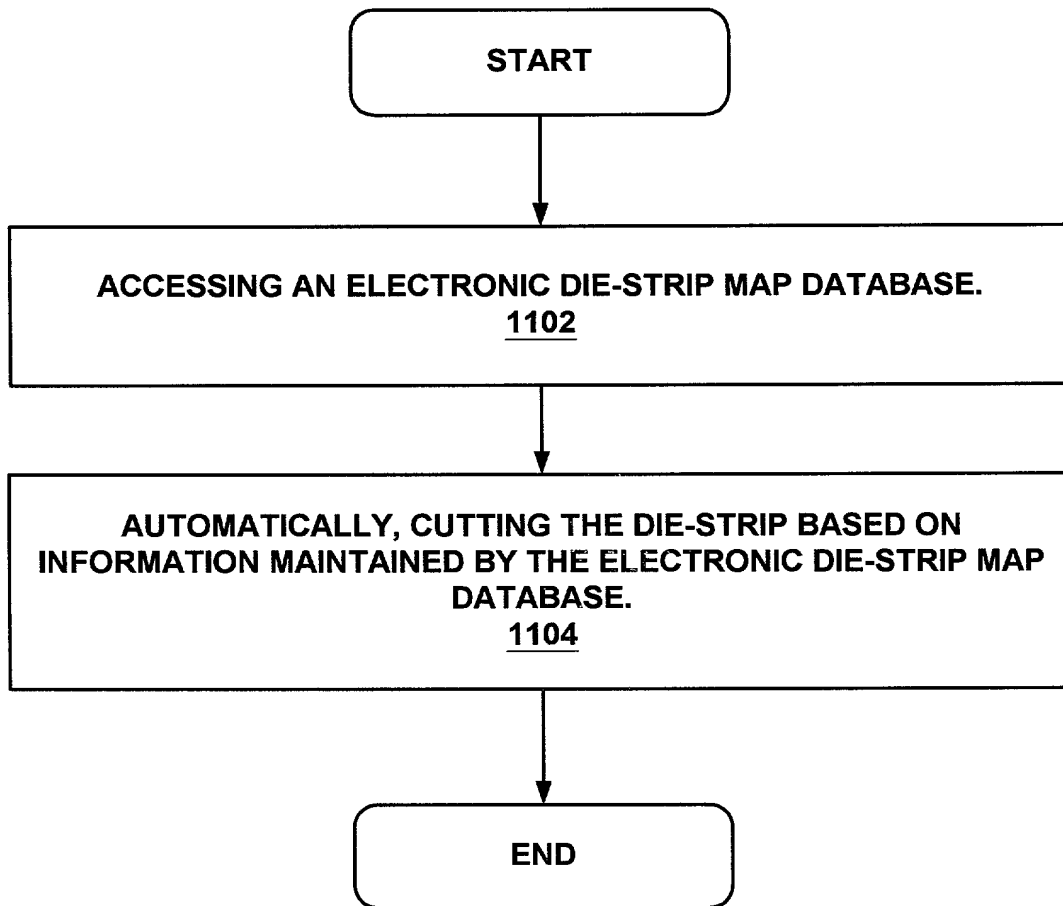 START
ACCESSING AN ELECTRONIC DIE-STRIP MAP DATABASE.
1102
AUTOMATICALLY, CUTTING THE DIE-STRIP BASED ON
INFORMATION MAINTAINED BY THE ELECTRONIC DIE-STRIP MAP
DATABASE.
1104
END